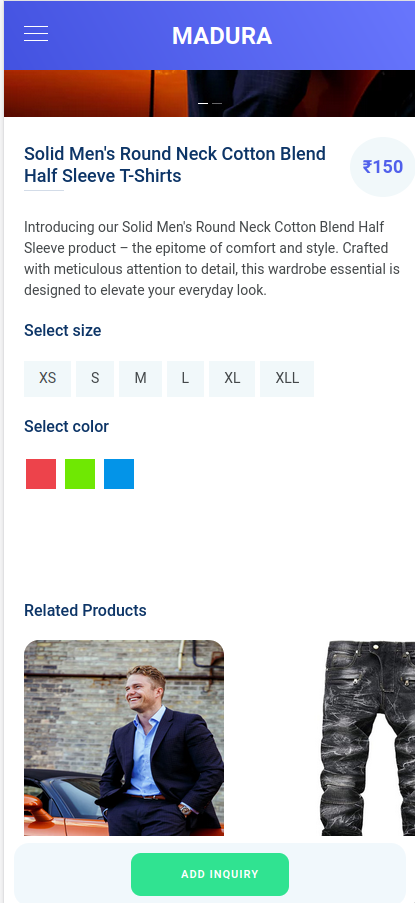 MADURA
Solid Men's Round Neck Cotton Blend
Half Sleeve T-Shirts
₹150
Introducing our Solid Men's Round Neck Cotton Blend Half
Sleeve product – the epitome of comfort and style. Crafted
with meticulous attention to detail, this wardrobe essential is
designed to elevate your everyday look.
Select size
XS S M L XL XLL
Select color
Related Products
ADD INQUIRY